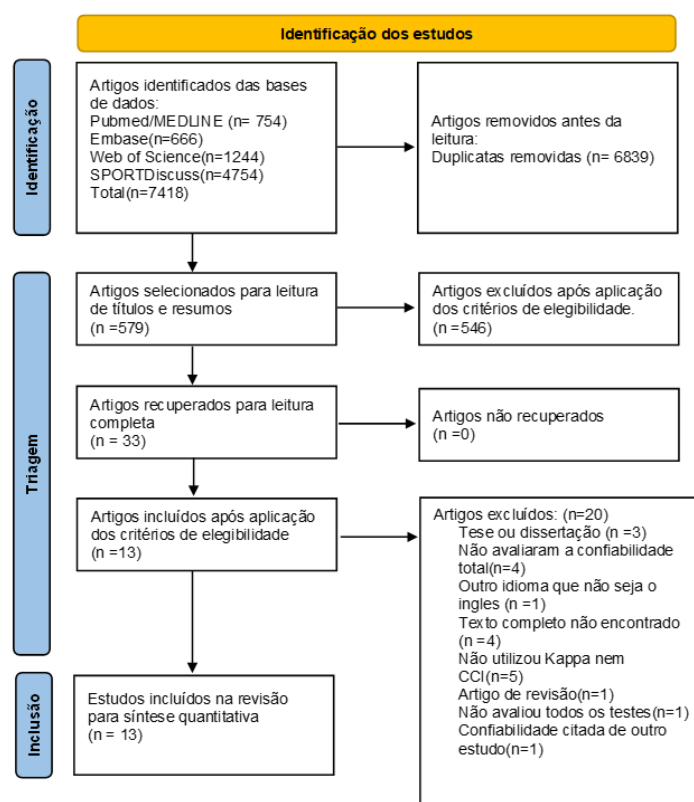 Identificação dos estudos
Identificação
Artigos identificados das bases
de dados:
Pubmed/MEDLINE (n= 754)
Embase(n=666)
Web of Science(n=1244)
SPORTDiscuss(n=4754)
Total(n=7418)
Artigos removidos antes da
leitura:
Duplicatas removidas (n= 6839)
Triagem
Artigos selecionados para leitura
de títulos e resumos
(n =579)
Artigos excluídos após aplicação
dos critérios de elegibilidade.
(n =546)
Artigos recuperados para leitura
completa
(n = 33)
Artigos não recuperados
(n =0)
Artigos incluídos após aplicação
dos critérios de elegibilidade
(n =13)
Artigos excluídos: (n=20)
Tese ou dissertação (n =3)
Não avaliaram a confiabilidade
total(n=4)
Outro idioma que não seja o
ingles (n =1)
Texto completo não encontrado
(n =4)
Não utilizou Kappa nem
CCI(n=5)
Artigo de revisão(n=1)
Não avaliou todos os testes(n=1)
Confiabilidade citada de outro
estudo(n=1)
Inclusão
Estudos incluídos na revisão
para síntese quantitativa
(n = 13)